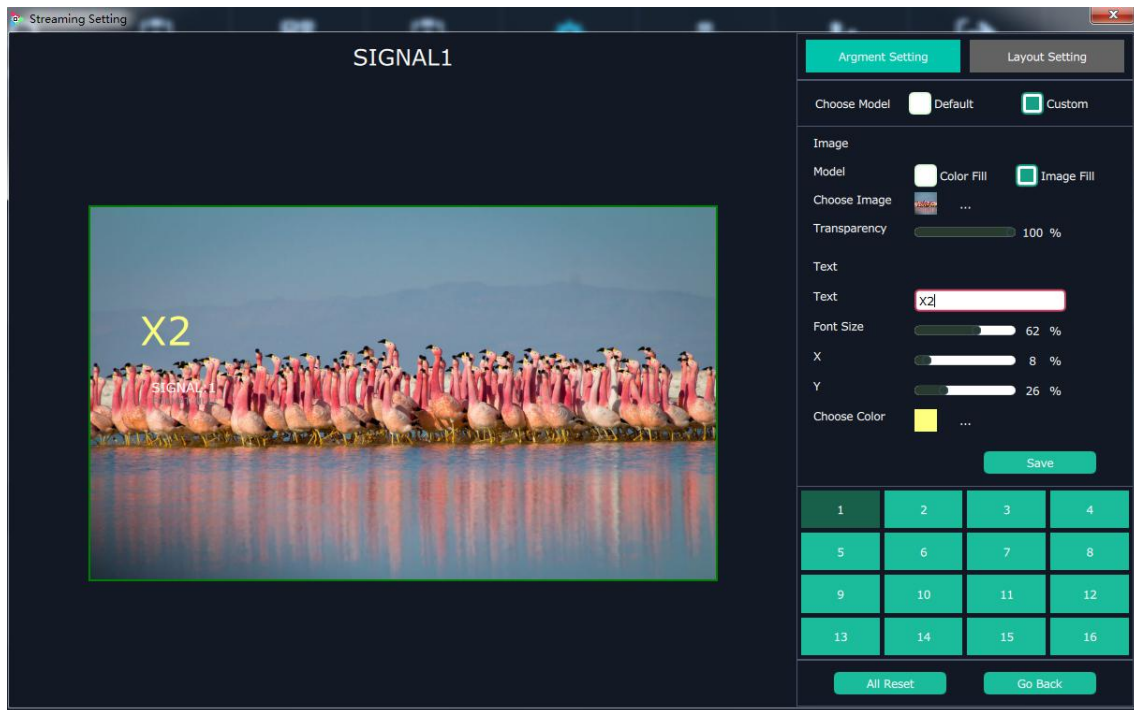 Streaming Setting
SIGNAL1
X2
SIGNAL 1
Argment Setting
Layout Setting
Choose Model
Default
Custom
Image
Model
Color Fill
Image Fill
Choose Image
...
Transparency
100 %
Text
Text
X2
Font Size
62 %
X
8 %
Y
26 %
Choose Color
...
Save
1
2
3
4
5
6
7
8
9
10
11
12
13
14
15
16
All Reset
Go Back